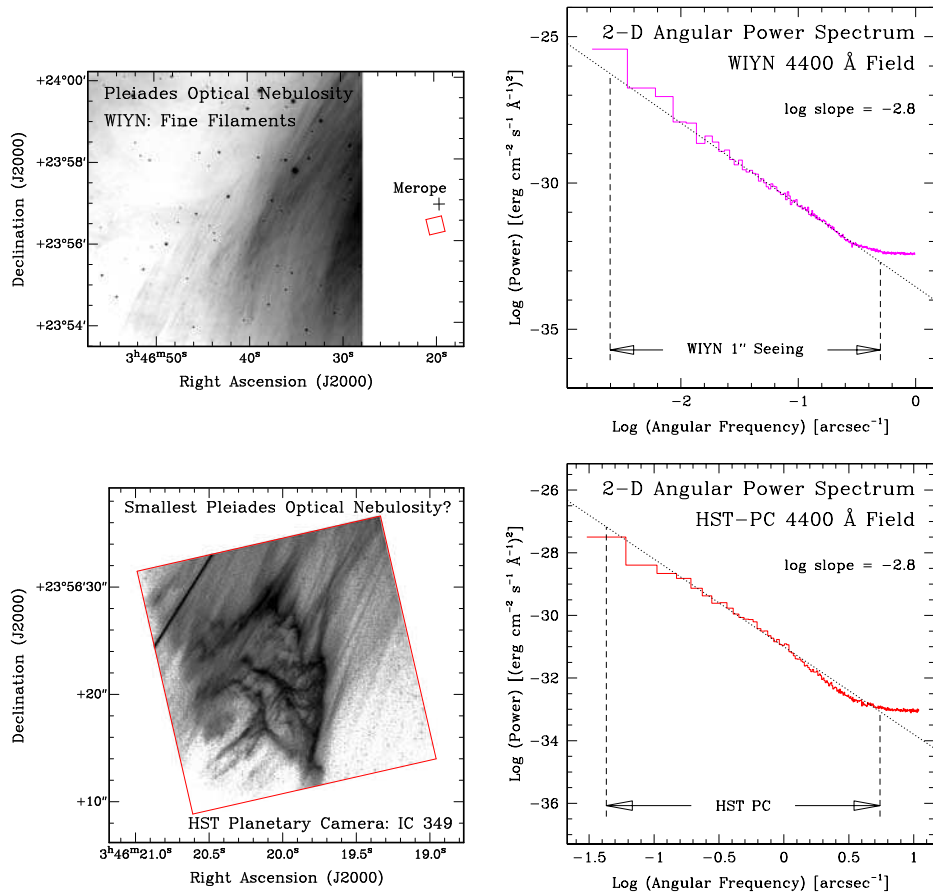 Pleiades Optical Nebulosity
WIYN: Fine Filaments
Merope
+24°00′
+23°58′
+23°56′
+23°54′
Declination (J2000)
3ʰ46ᵐ50ˢ
40ˢ
30ˢ
20ˢ
Right Ascension (J2000)
2-D Angular Power Spectrum
WIYN 4400 Å Field
log slope = −2.8
−25
−30
−35
Log (Power) [(erg cm⁻² s⁻¹ Å⁻¹)²]
WIYN 1″ Seeing
−2
−1
0
Log (Angular Frequency) [arcsec⁻¹]
Smallest Pleiades Optical Nebulosity?
+23°56′30″
+20″
+10″
Declination (J2000)
HST Planetary Camera: IC 349
3ʰ46ᵐ21.0ˢ
20.5ˢ
20.0ˢ
19.5ˢ
19.0ˢ
Right Ascension (J2000)
2-D Angular Power Spectrum
HST-PC 4400 Å Field
log slope = −2.8
−26
−28
−30
−32
−34
−36
Log (Power) [(erg cm⁻² s⁻¹ Å⁻¹)²]
HST PC
−1.5
−1
−0.5
0
0.5
1
Log (Angular Frequency) [arcsec⁻¹]